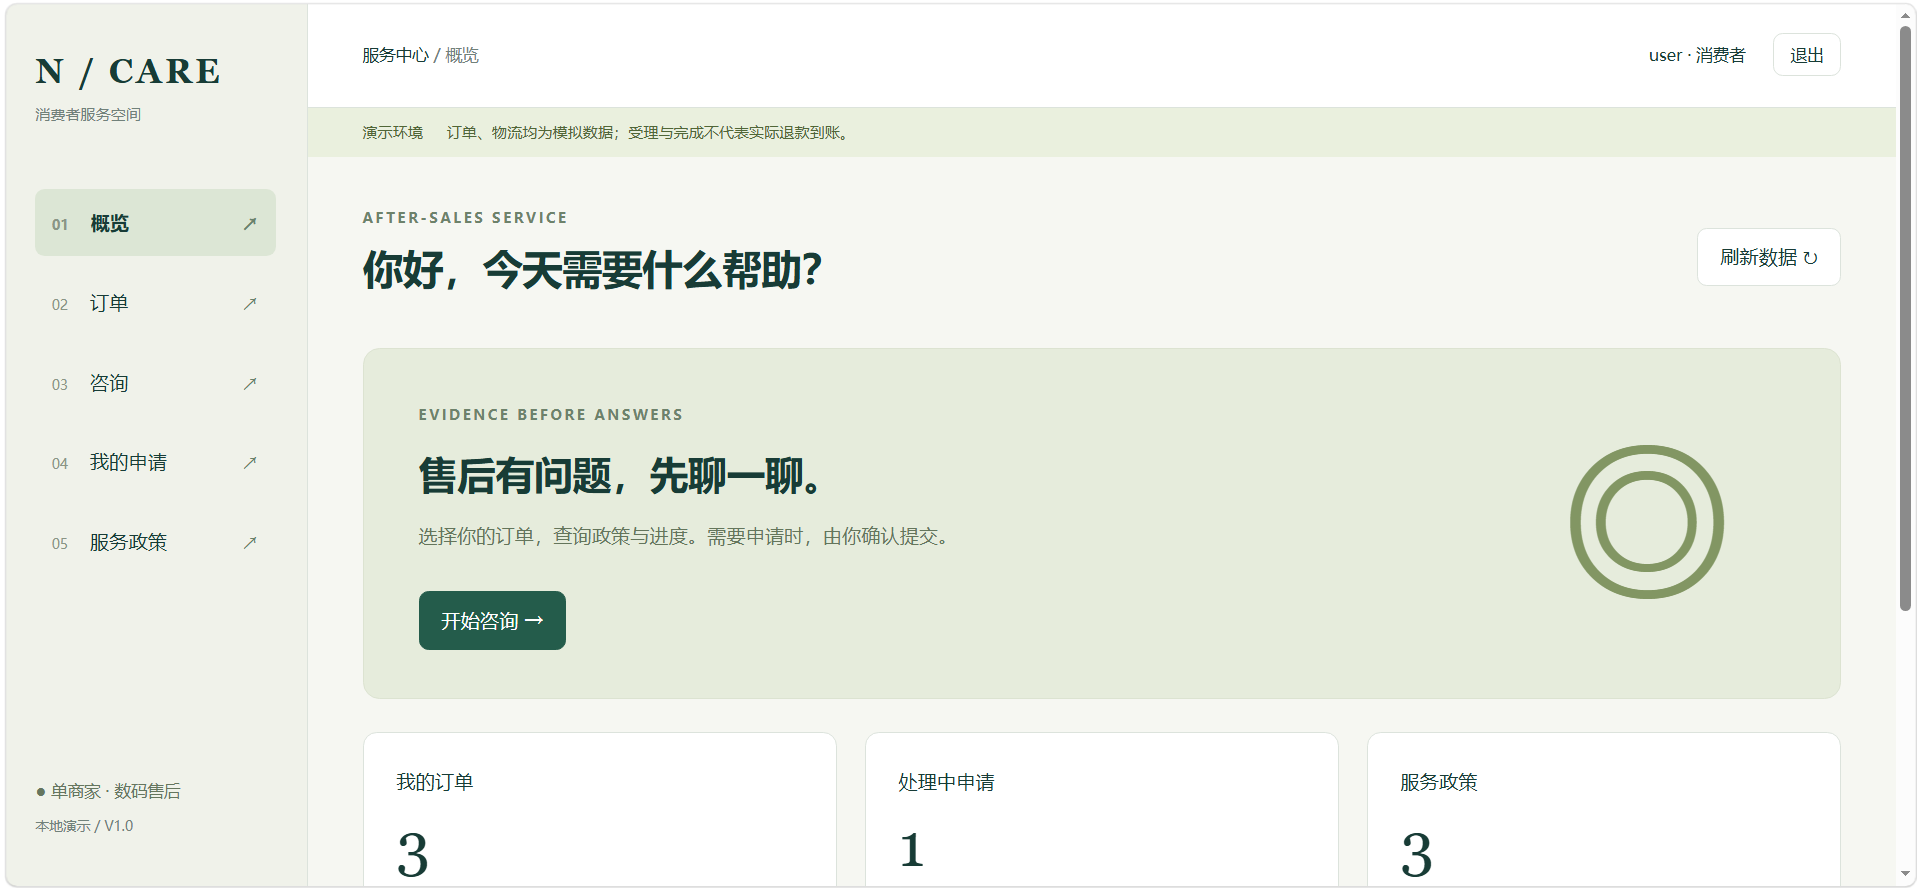 N / CARE
消费者服务空间
01 概览 ↗
02 订单 ↗
03 咨询 ↗
04 我的申请 ↗
05 服务政策 ↗
● 单商家 · 数码售后
本地演示 / V1.0
服务中心 / 概览
user · 消费者
退出
演示环境 订单、物流均为模拟数据；受理与完成不代表实际退款到账。
AFTER-SALES SERVICE
你好，今天需要什么帮助？
刷新数据 ↻
EVIDENCE BEFORE ANSWERS
售后有问题，先聊一聊。
选择你的订单，查询政策与进度。需要申请时，由你确认提交。
开始咨询 →
我的订单
3
处理中申请
1
服务政策
3